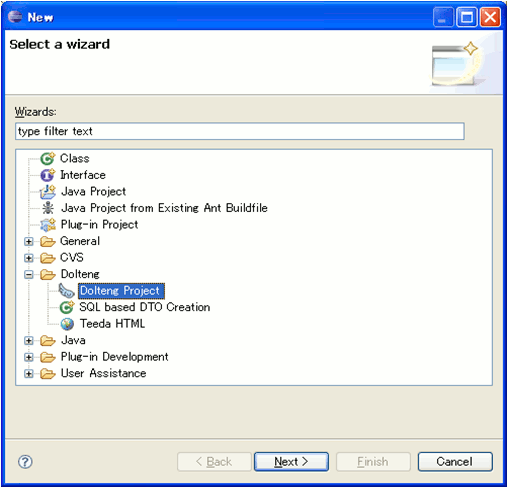 New
Select a wizard
Wizards:
type filter text
Class
Interface
Java Project
Java Project from Existing Ant Buildfile
Plug-in Project
General
CVS
Dolteng
Dolteng Project
SQL based DTO Creation
Teeda HTML
Java
Plug-in Development
User Assistance
? < Back Next > Finish Cancel